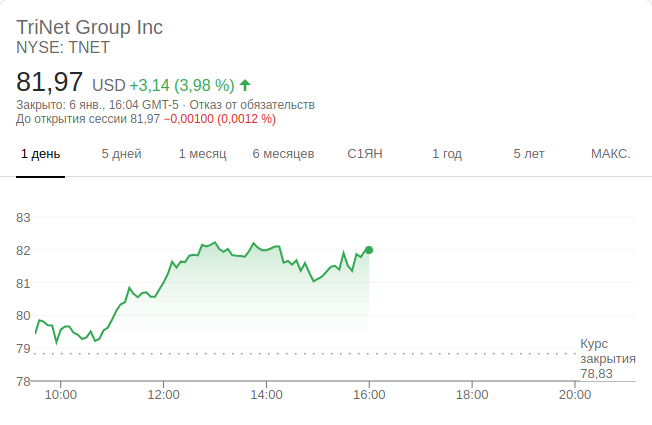 TriNet Group Inc
NYSE: TNET
81,97 USD +3,14 (3,98 %)
Закрыто: 6 янв., 16:04 GMT-5 · Отказ от обязательств
До открытия сессии 81,97 −0,00100 (0,0012 %)
1 день 5 дней 1 месяц 6 месяцев С1ЯН 1 год 5 лет МАКС.
83
82
81
80
79
78
Курс
закрытия
78,83
10:00 12:00 14:00 16:00 18:00 20:00